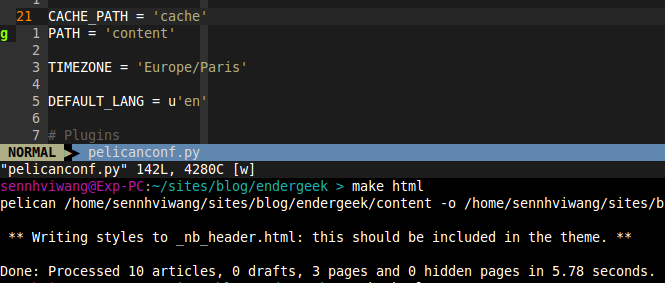 21 CACHE_PATH = 'cache'
g 1 PATH = 'content'
2
3 TIMEZONE = 'Europe/Paris'
4
5 DEFAULT_LANG = u'en'
6
7 # Plugins
NORMAL pelicanconf.py
"pelicanconf.py" 142L, 4280C [w]
sennhviwang@Exp-PC:~/sites/blog/endergeek > make html
pelican /home/sennhviwang/sites/blog/endergeek/content -o /home/sennhviwang/sites/b
** Writing styles to _nb_header.html: this should be included in the theme. **
Done: Processed 10 articles, 0 drafts, 3 pages and 0 hidden pages in 5.78 seconds.